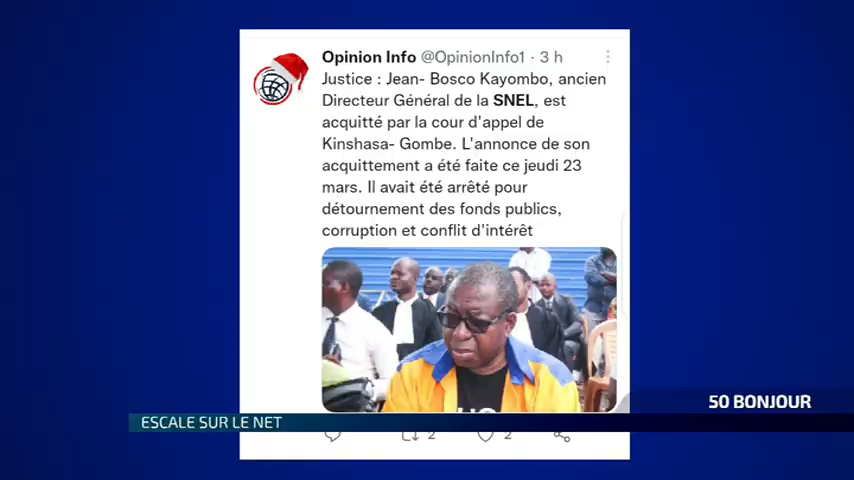 Opinion Info @OpinionInfo1 · 3 h
Justice : Jean- Bosco Kayombo, ancien
Directeur Général de la SNEL, est
acquitté par la cour d'appel de
Kinshasa- Gombe. L'annonce de son
acquittement a été faite ce jeudi 23
mars. Il avait été arrêté pour
détournement des fonds publics,
corruption et conflit d'intérêt
50 BONJOUR
ESCALE SUR LE NET
2 2